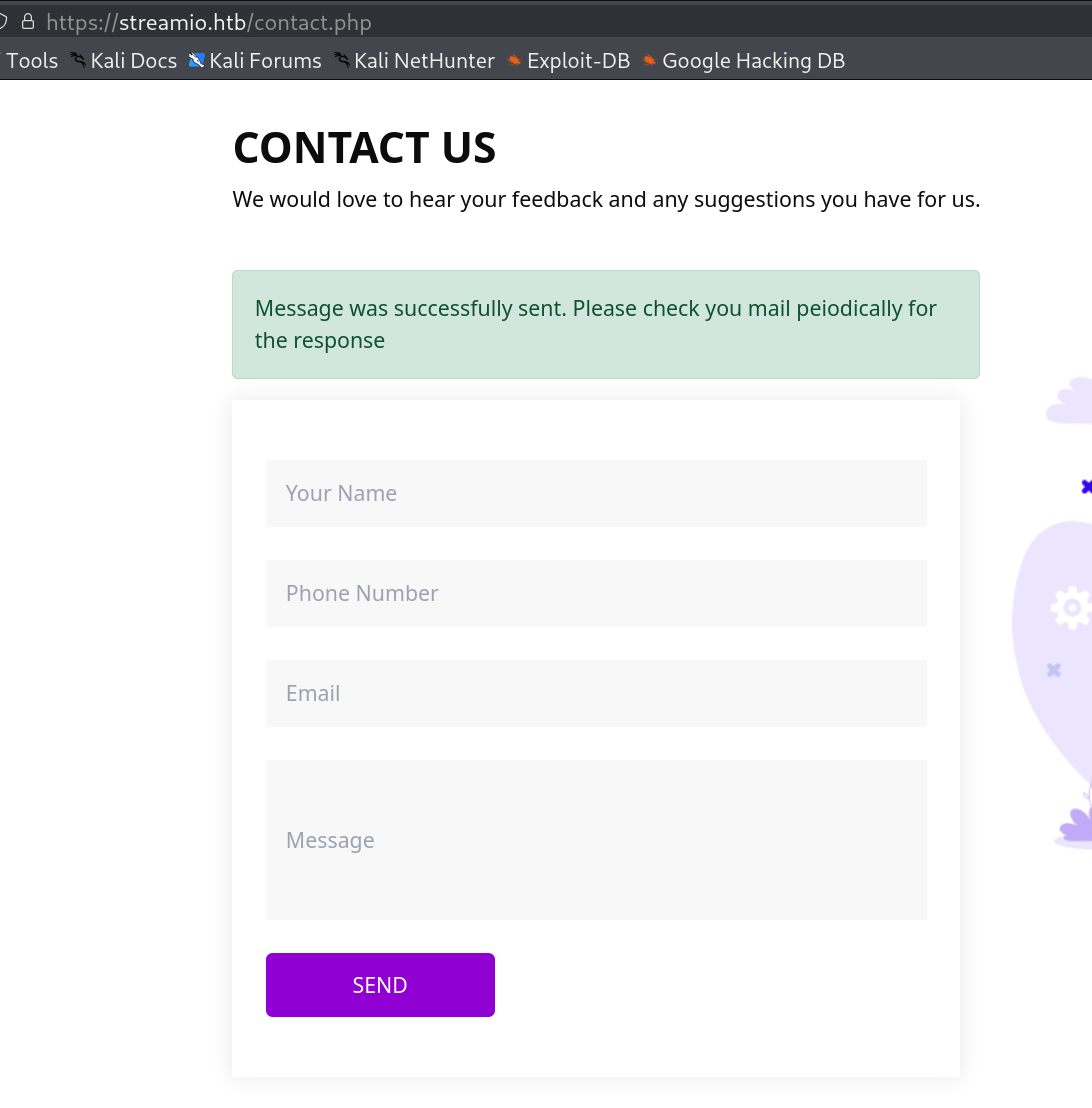 https://streamio.htb/contact.php
Tools Kali Docs Kali Forums Kali NetHunter Exploit-DB Google Hacking DB
CONTACT US
We would love to hear your feedback and any suggestions you have for us.
Message was successfully sent. Please check you mail peiodically for
the response
Your Name
Phone Number
Email
Message
SEND